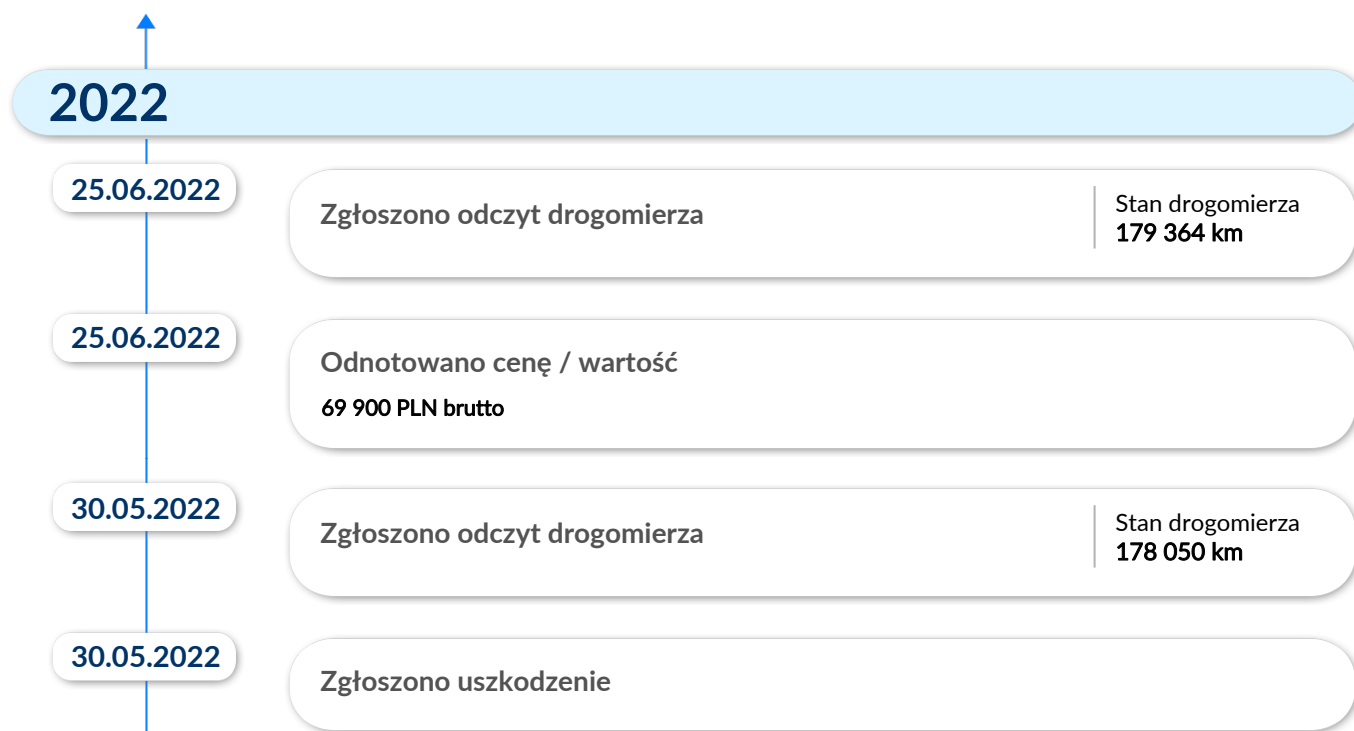 2022
25.06.2022
Zgłoszono odczyt drogomierza
Stan drogomierza
179 364 km
25.06.2022
Odnotowano cenę / wartość
69 900 PLN brutto
30.05.2022
Zgłoszono odczyt drogomierza
Stan drogomierza
178 050 km
30.05.2022
Zgłoszono uszkodzenie